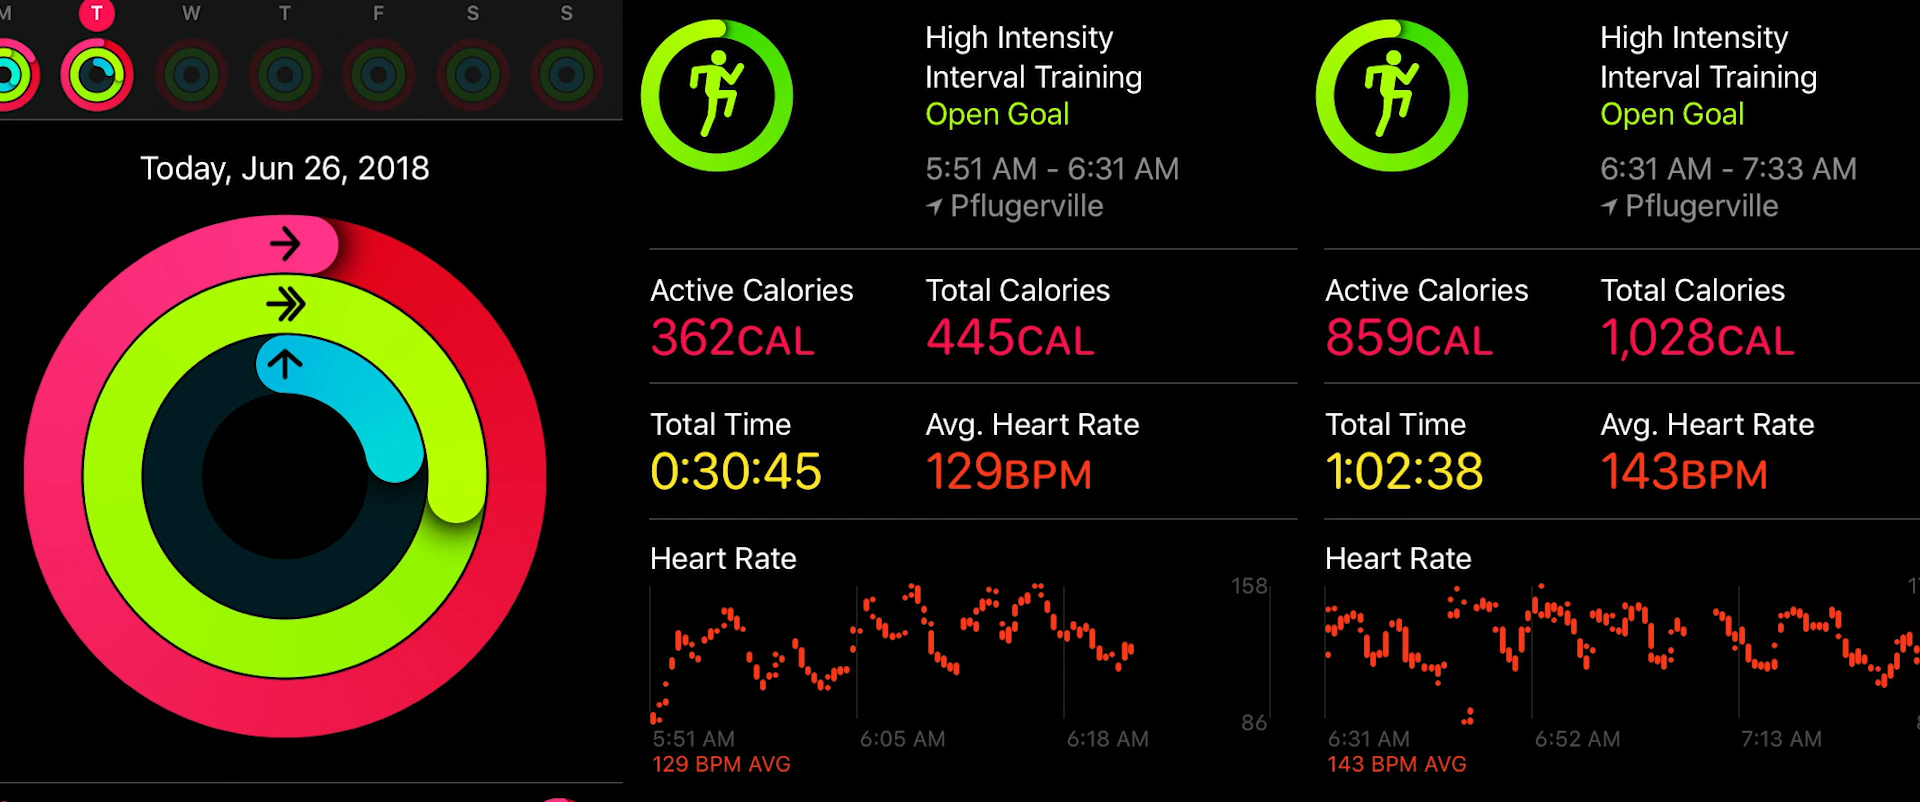 M T W T F S S
Today, Jun 26, 2018
High Intensity
Interval Training
Open Goal
5:51 AM - 6:31 AM
Pflugerville
Active Calories Total Calories
362CAL 445CAL
Total Time Avg. Heart Rate
0:30:45 129BPM
Heart Rate
158
86
5:51 AM 6:05 AM 6:18 AM
129 BPM AVG
High Intensity
Interval Training
Open Goal
6:31 AM - 7:33 AM
Pflugerville
Active Calories Total Calories
859CAL 1,028CAL
Total Time Avg. Heart Rate
1:02:38 143BPM
Heart Rate
6:31 AM 6:52 AM 7:13 AM
143 BPM AVG